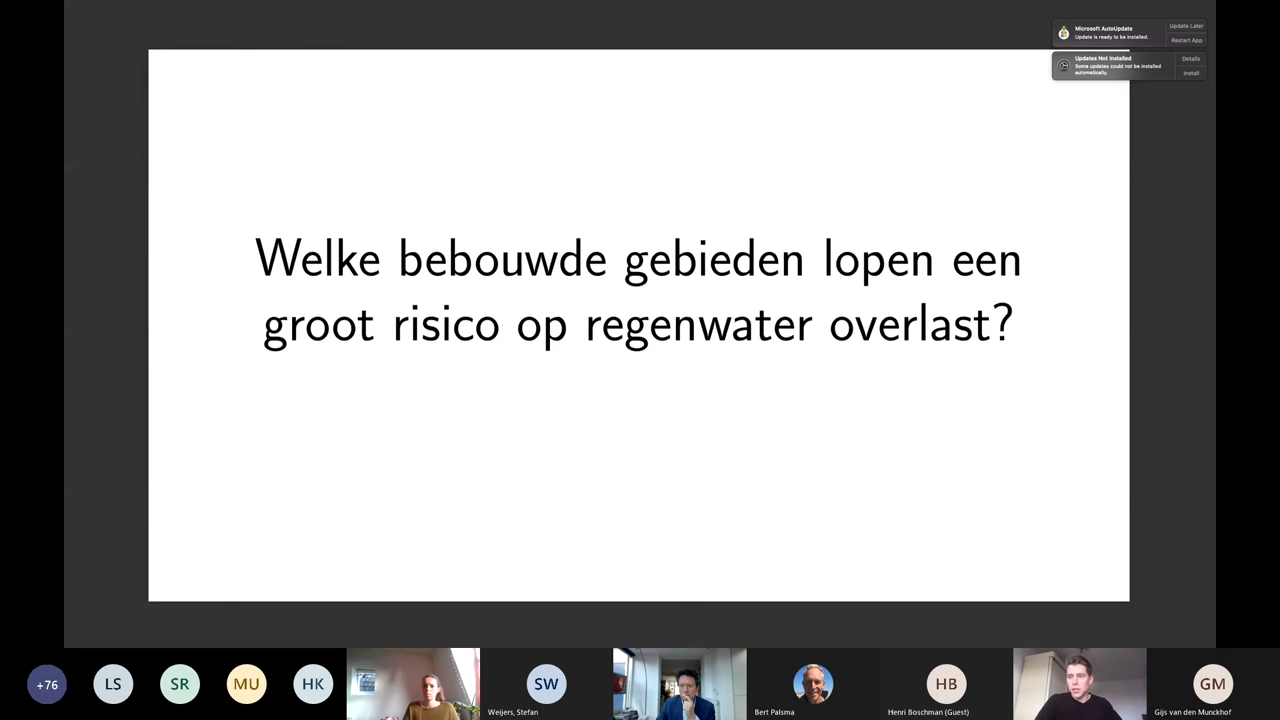 Microsoft AutoUpdate
Update is ready to be installed.
Update Later
Restart App
Updates Not Installed
Some updates could not be installed
automatically.
Details
Install
Welke bebouwde gebieden lopen een
groot risico op regenwater overlast?
+76
LS
SR
MU
HK
SW
Weijers, Stefan
Bert Palsma
HB
Henri Boschman (Guest)
GM
Gijs van den Munckhof